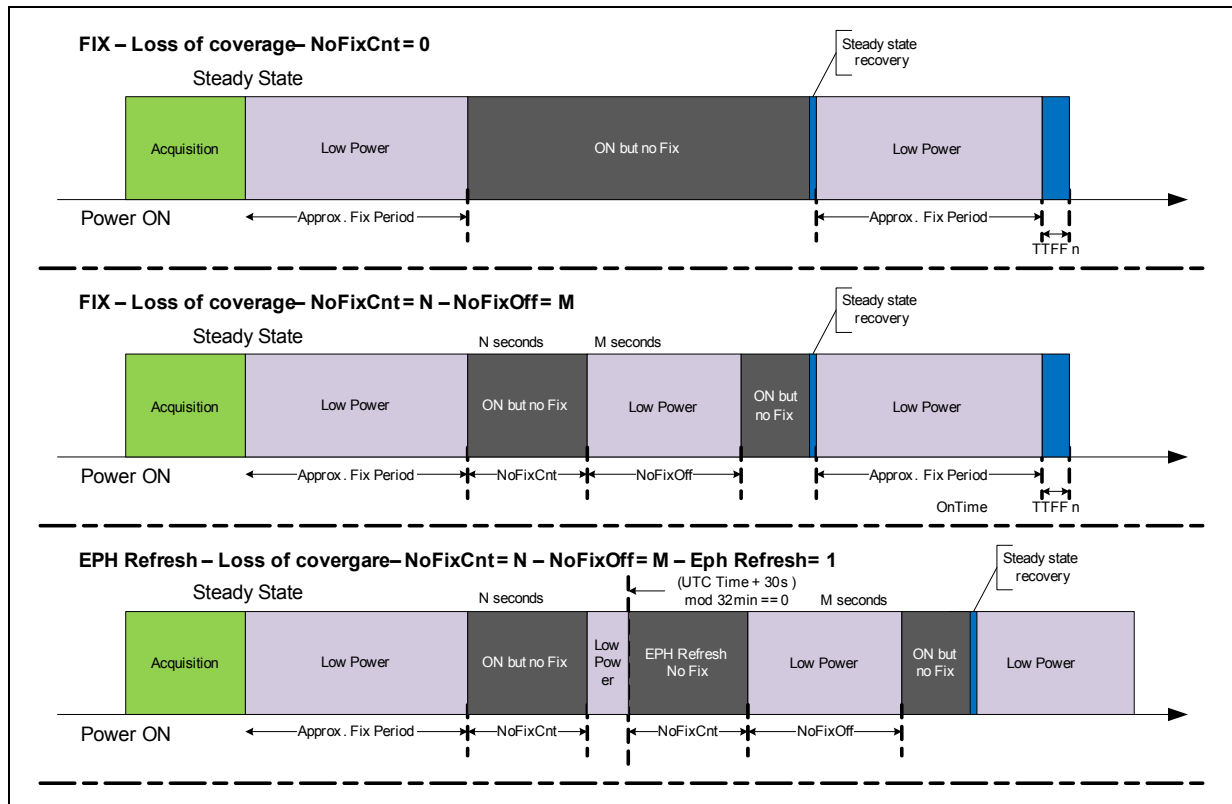 FIX – Loss of coverage– NoFixCnt= 0
Steady state
recovery
Steady State
Acquisition
Low Power
ON but no Fix
Low Power
Power ON
Approx. Fix Period
Approx. Fix Period
TTFF n
FIX – Loss of coverage– NoFixCnt= N – NoFixOff= M
Steady state
recovery
Steady State
N seconds
M seconds
Acquisition
Low Power
ON but no Fix
Low Power
ON but
no Fix
Low Power
Power ON
Approx. Fix Period
NoFixCnt
NoFixOff
Approx. Fix Period
OnTime
TTFF n
EPH Refresh – Loss of covergare– NoFixCnt= N – NoFixOff= M – Eph Refresh= 1
Steady state
recovery
Steady State
N seconds
(UTC Time + 30s )
mod 32min == 0
M seconds
Acquisition
Low Power
ON but no Fix
Low
Pow
er
EPH Refresh
No Fix
Low Power
ON but
no Fix
Low Power
Power ON
Approx. Fix Period
NoFixCnt
NoFixCnt
NoFixOff